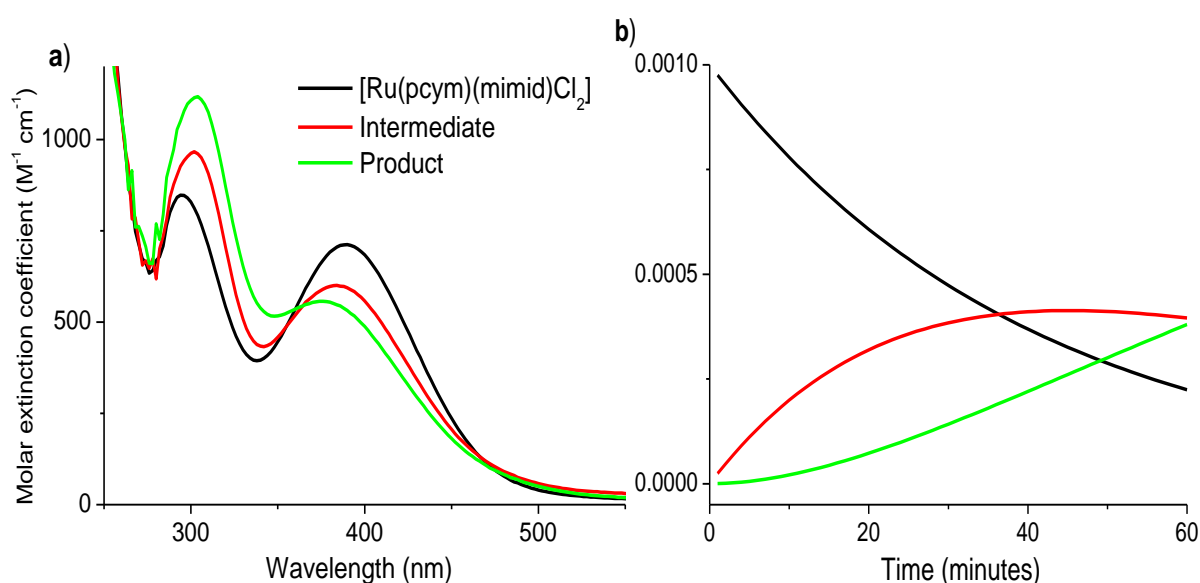 a)
[Ru(pcym)(mimid)Cl₂]
Intermediate
Product
Molar extinction coefficient (M⁻¹ cm⁻¹)
1000
500
0
300
400
500
Wavelength (nm)
b)
0.0010
0.0005
0.0000
0
20
40
60
Time (minutes)